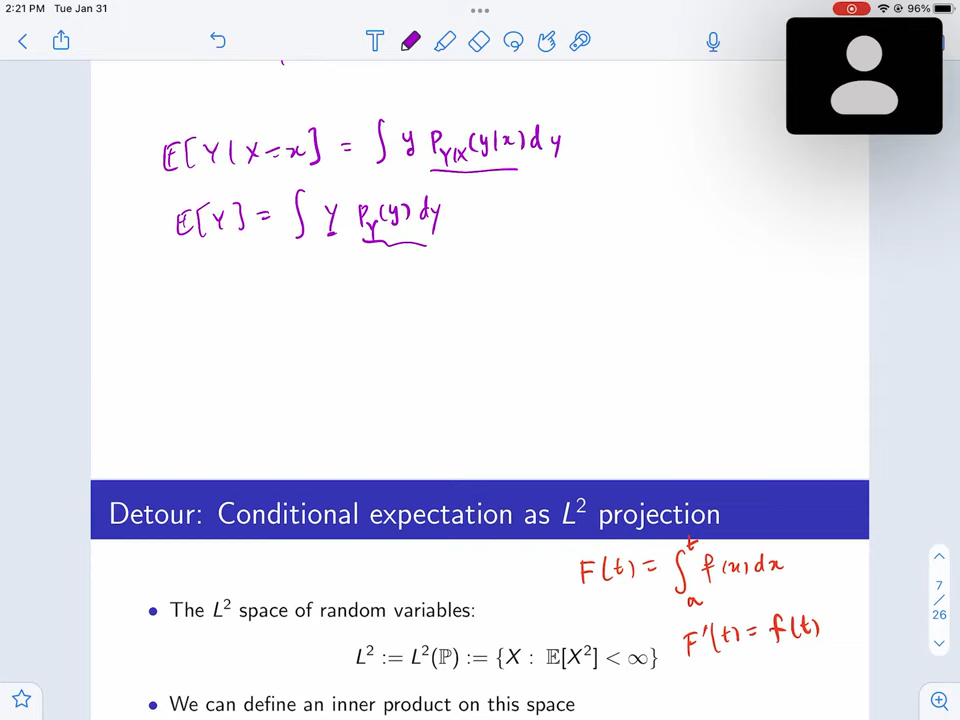 2:21 PM Tue Jan 31
96%
𝔼[Y|X=x] = ∫ y P_{Y|X}(y|x) dy
𝔼[Y] = ∫ y P_Y(y) dy
Detour: Conditional expectation as L² projection
F(t) = ∫_a^t f(x) dx
• The L² space of random variables:
F'(t) = f(t)
L² := L²(ℙ) := {X : 𝔼[X²] < ∞}
• We can define an inner product on this space
7
/
26